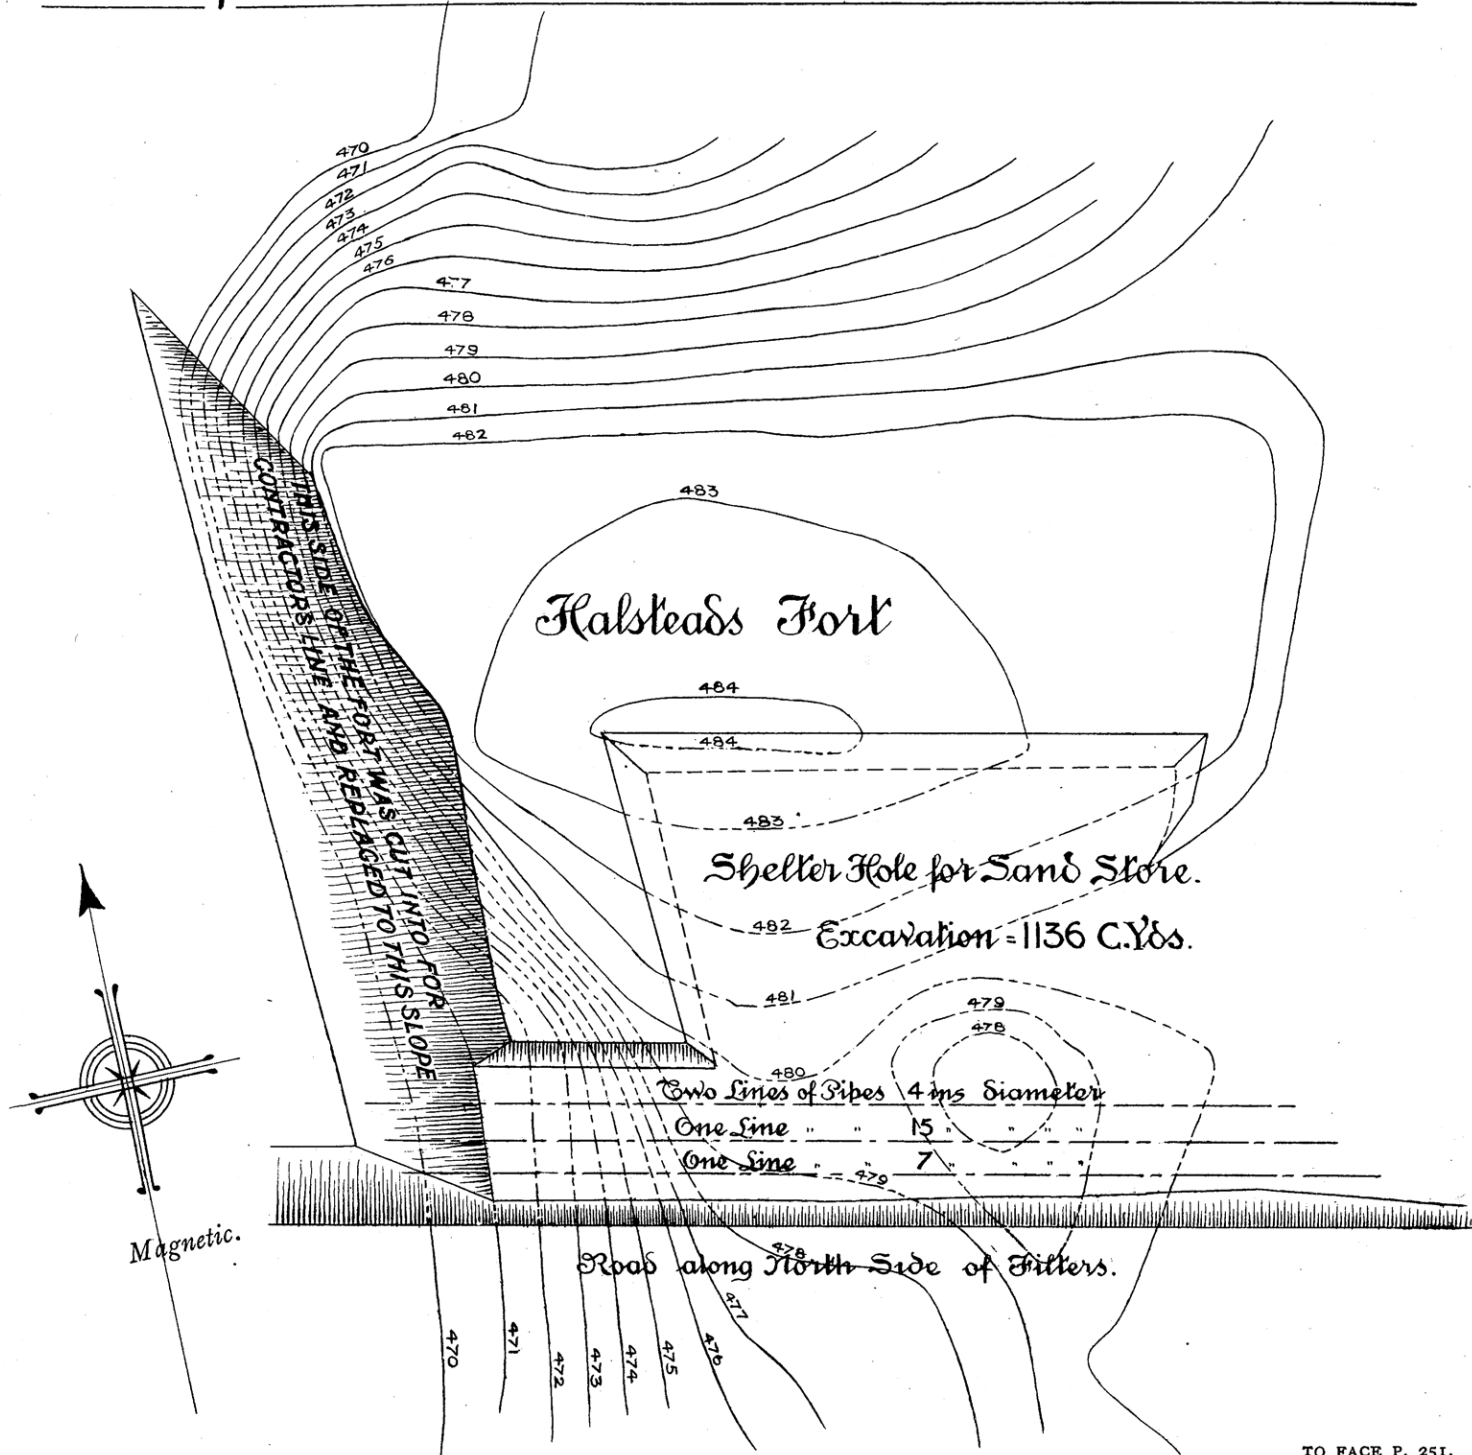 470
471
472
473
474
475
476
477
478
479
480
481
482
483
Halsteads Fort
484
484
483
THIS SIDE OF THE FORT WAS CUT INTO FOR
CONTRACTORS LINE AND REPLACED TO THIS SLOPE
Shelter Hole for Sand Store.
482
Excavation = 1136 C.Yds.
481
479
478
480
Two Lines of Pipes 4 ins diameter
One Line " " 15 " " " "
One Line " " 7 " " " "
479
Magnetic.
478
Road along North Side of Filters.
477
470
471
472
473
474
475
476
TO FACE P. 251.